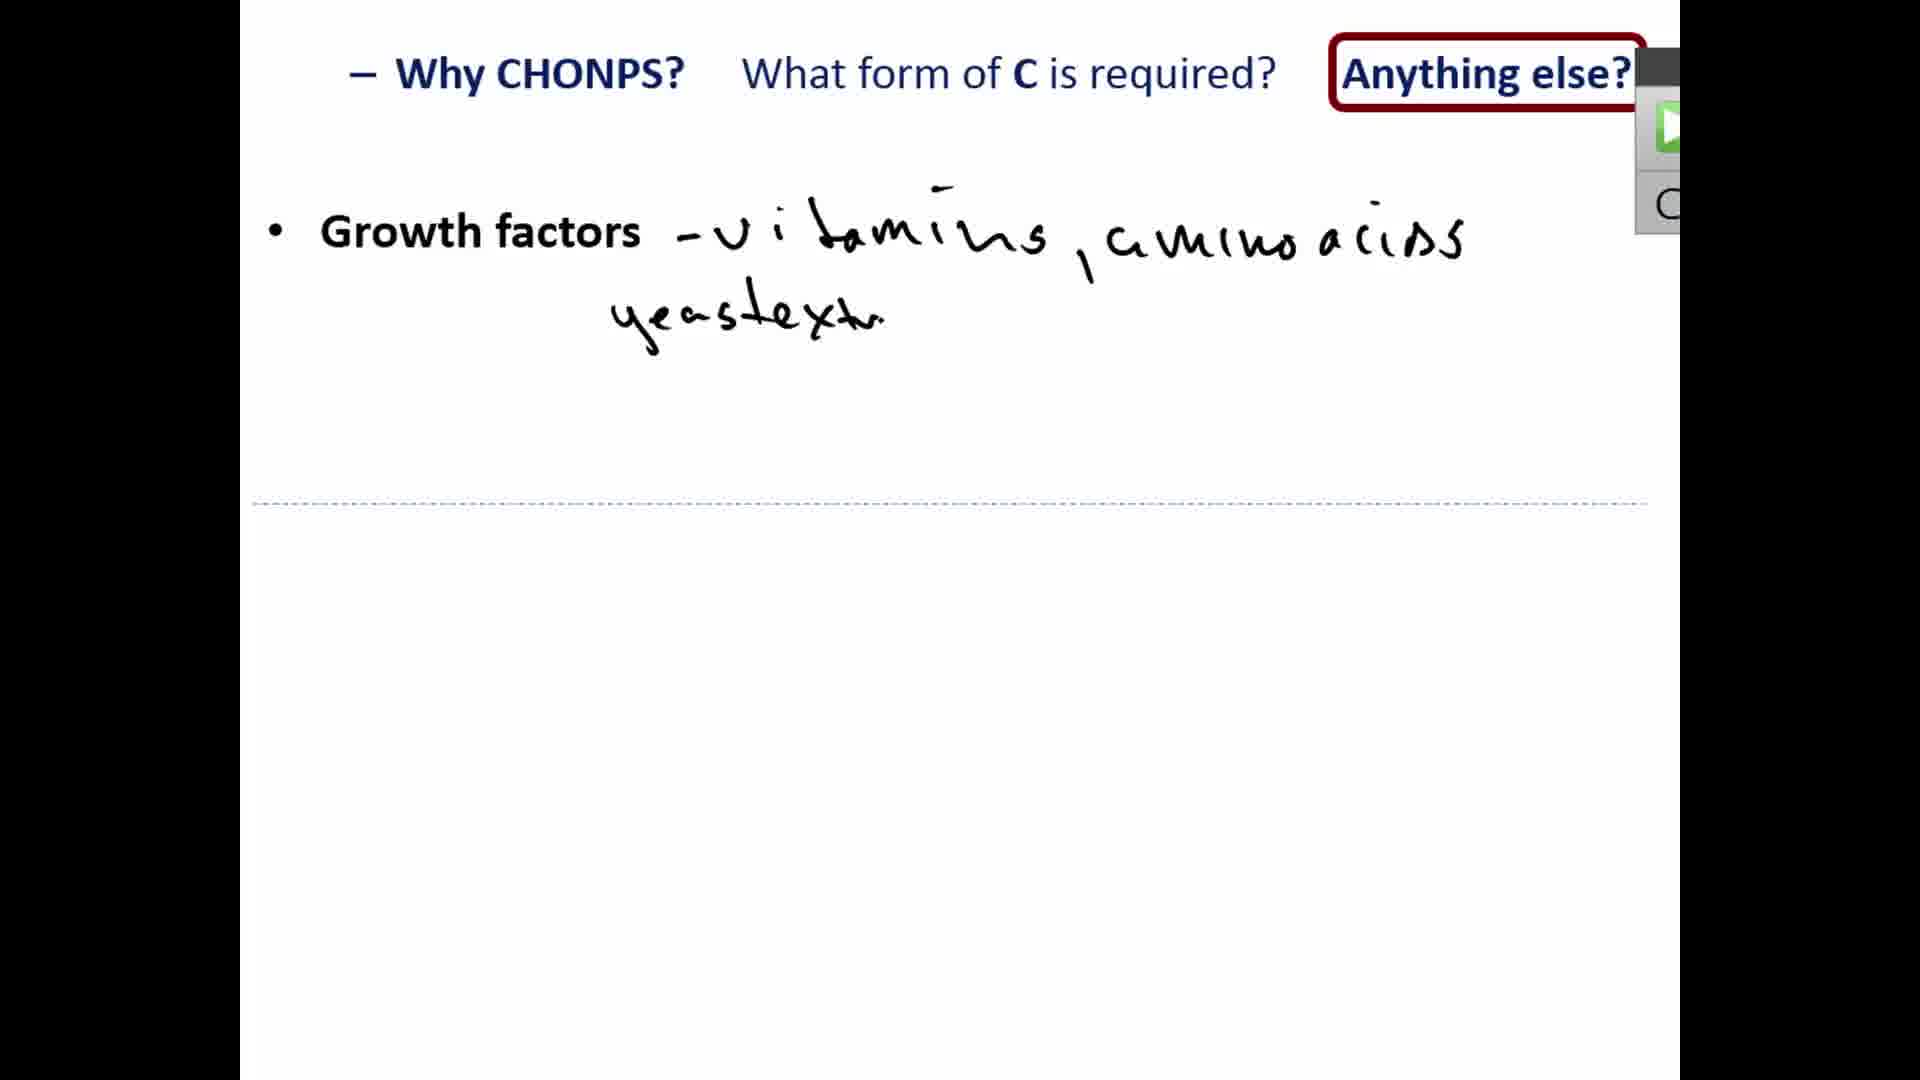 – Why CHONPS? What form of C is required? Anything else?
• Growth factors - vitamins, amino acids
yeast extr